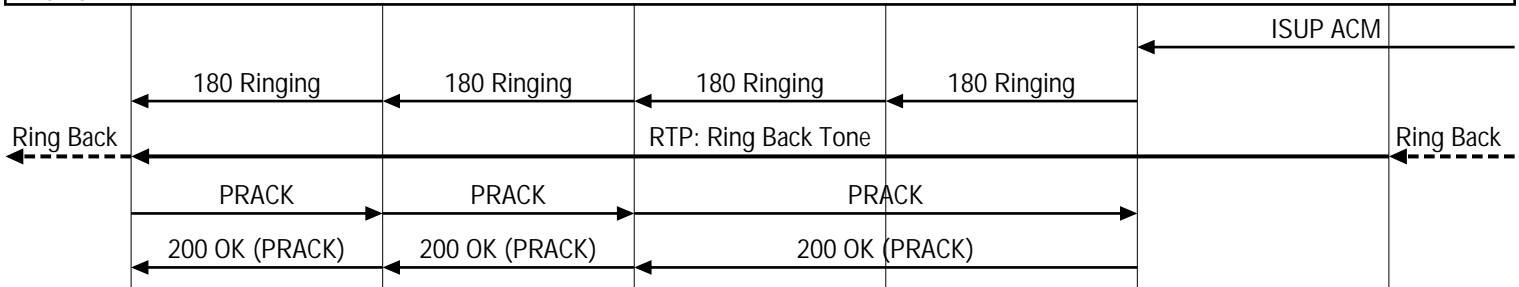 ISUP ACM
180 Ringing 180 Ringing 180 Ringing 180 Ringing
Ring Back RTP: Ring Back Tone Ring Back
PRACK PRACK PRACK
200 OK (PRACK) 200 OK (PRACK) 200 OK (PRACK)